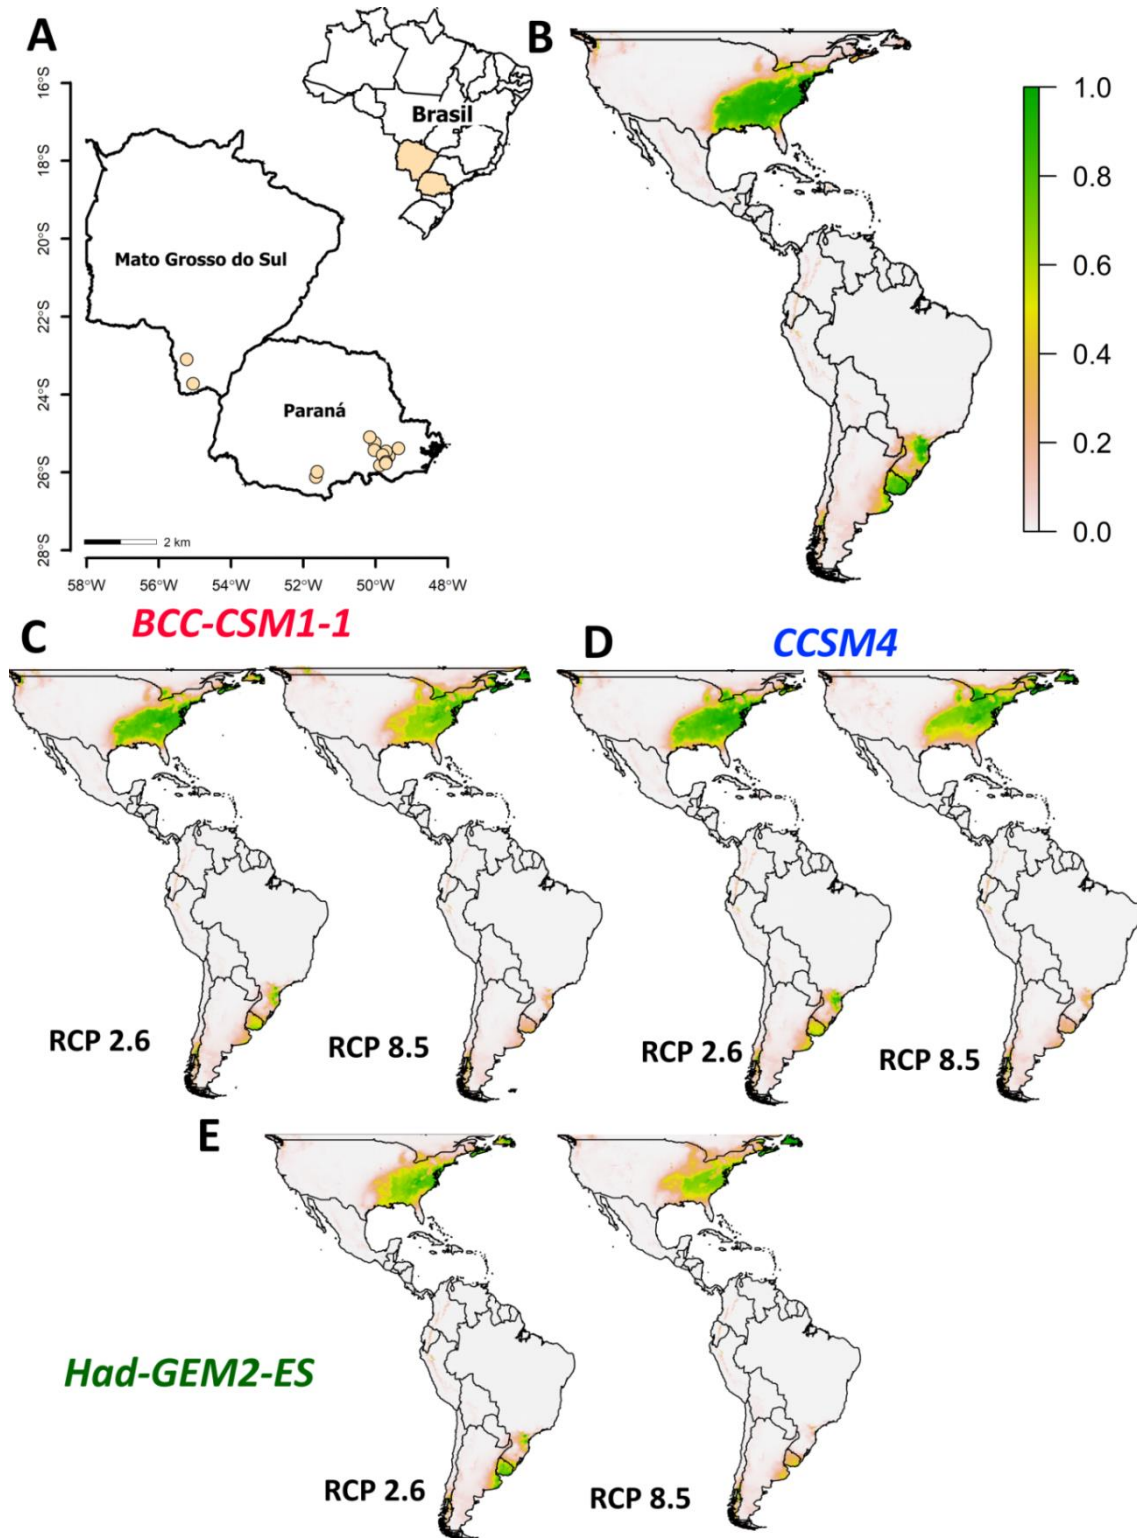 A
B
Brasil
Mato Grosso do Sul
Paraná
16°S
18°S
20°S
22°S
24°S
26°S
28°S
2 km
58°W 56°W 54°W 52°W 50°W 48°W
1.0
0.8
0.6
0.4
0.2
0.0
C
BCC-CSM1-1
D
CCSM4
RCP 2.6
RCP 8.5
RCP 2.6
RCP 8.5
E
Had-GEM2-ES
RCP 2.6
RCP 8.5